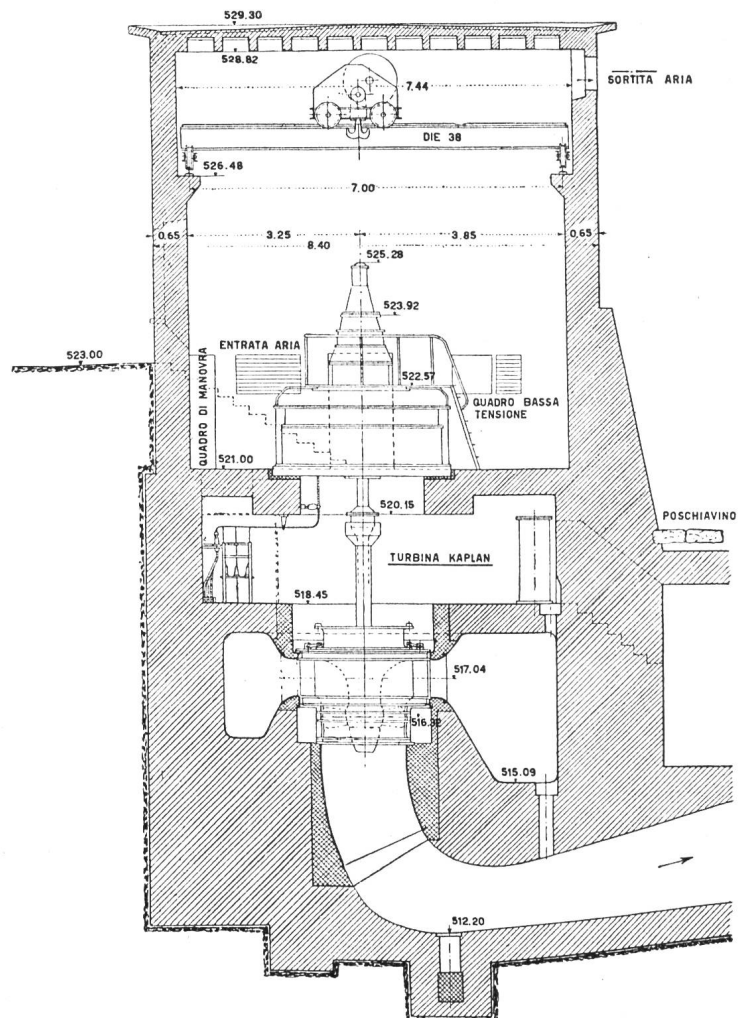 529.30
528.82
7.44
SORTITA ARIA
DIE 38
526.48
7.00
0.65
3.25
3.85
0.65
8.40
525.28
523.92
ENTRATA ARIA
523.00
522.57
QUADRO DI MANOVRA
QUADRO BASSA
TENSIONE
521.00
520.15
POSCHIAVINO
TURBINA KAPLAN
518.45
517.04
516.32
515.09
512.20